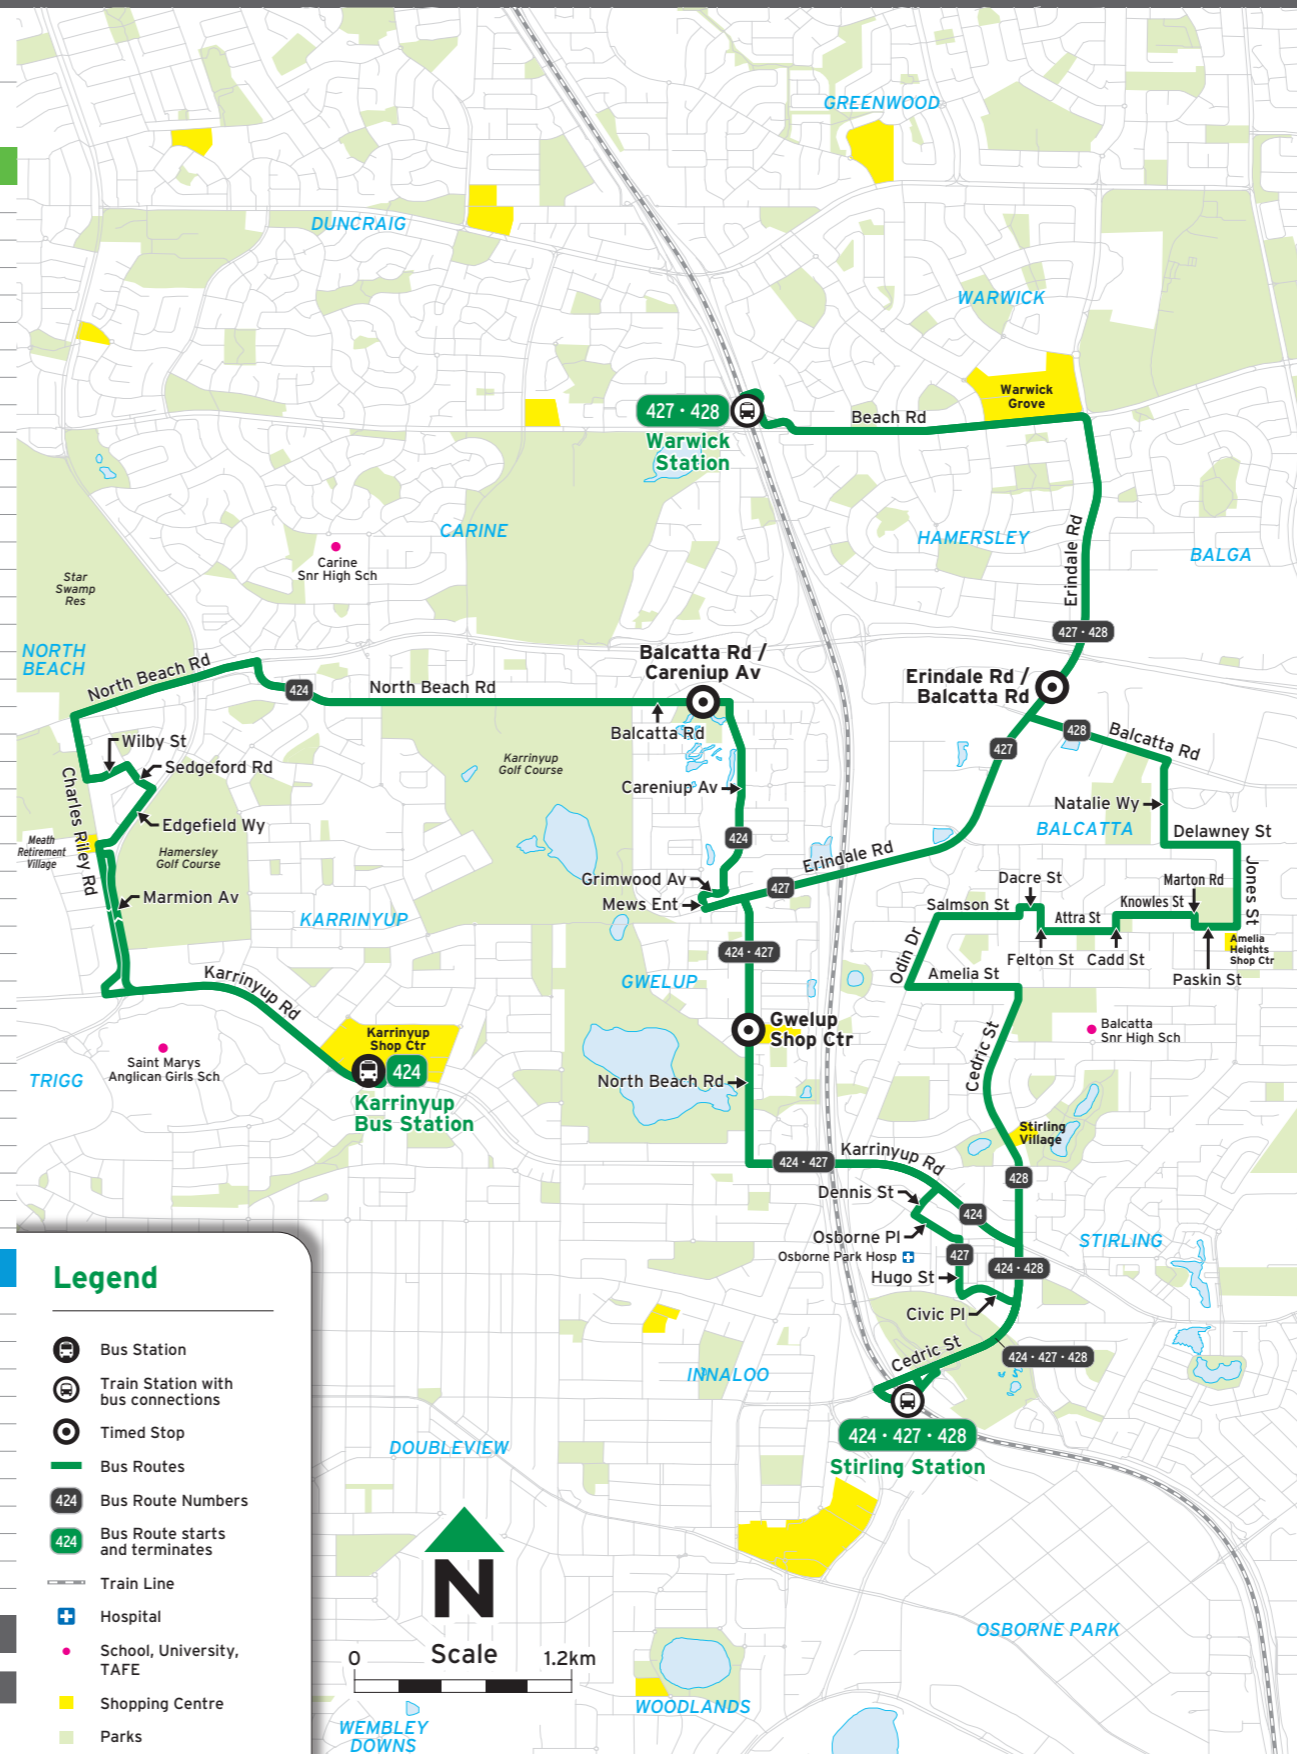 GREENWOOD
DUNCRAIG
WARWICK
Warwick
Grove
427 · 428
Warwick
Station
Beach Rd
CARINE
Carine
Snr High Sch
HAMERSLEY
BALGA
Erindale Rd
Star
Swamp
Res
NORTH
BEACH
427 · 428
North Beach Rd
424
North Beach Rd
Balcatta Rd /
Careniup Av
Balcatta Rd
Erindale Rd /
Balcatta Rd
428
Balcatta Rd
427
Wilby St
Sedgeford Rd
Karrinyup
Golf Course
Careniup Av
Charles Riley Rd
Edgefield Wy
Natalie Wy
BALCATTA
Delawney St
424
Meath
Retirement
Village
Hamersley
Golf Course
Erindale Rd
Grimwood Av
427
Mews Ent
Marmion Av
Dacre St
Marton Rd
Jones St
Salmson St
Attra St
Knowles St
KARRINYUP
Odin Dr
Felton St
Cadd St
Amelia
Heights
Shop Ctr
424 · 427
Paskin St
GWELUP
Amelia St
Karrinyup Rd
Gwelup
Shop Ctr
Cedric St
Balcatta
Snr High Sch
Karrinyup
Shop Ctr
Saint Marys
Anglican Girls Sch
TRIGG
424
Karrinyup
Bus Station
North Beach Rd
Stirling
Village
424 · 427
Karrinyup Rd
428
Dennis St
424
Osborne Pl
Osborne Park Hosp
427
STIRLING
Hugo St
424 · 428
Civic Pl
Cedric St
424 · 427 · 428
INNALOO
424 · 427 · 428
Stirling Station
DOUBLEVIEW
Legend
Bus Station
Train Station with
bus connections
Timed Stop
Bus Routes
424
Bus Route Numbers
424
Bus Route starts
and terminates
Train Line
Hospital
School, University,
TAFE
Shopping Centre
Parks
N
Scale
0
1.2km
OSBORNE PARK
WOODLANDS
WEMBLEY
DOWNS